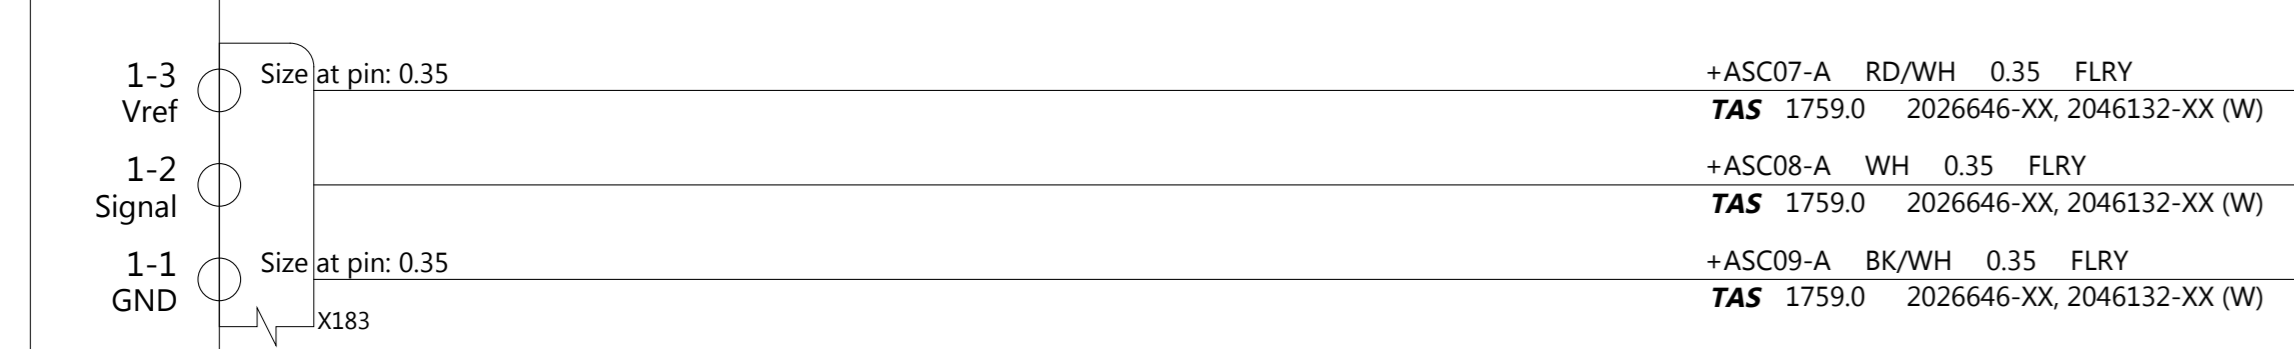 1-3 Size at pin: 0.35 +ASC07-A RD/WH 0.35 FLRY
Vref TAS 1759.0 2026646-XX, 2046132-XX (W)
1-2 +ASC08-A WH 0.35 FLRY
Signal TAS 1759.0 2026646-XX, 2046132-XX (W)
1-1 Size at pin: 0.35 +ASC09-A BK/WH 0.35 FLRY
GND TAS 1759.0 2026646-XX, 2046132-XX (W)
X183